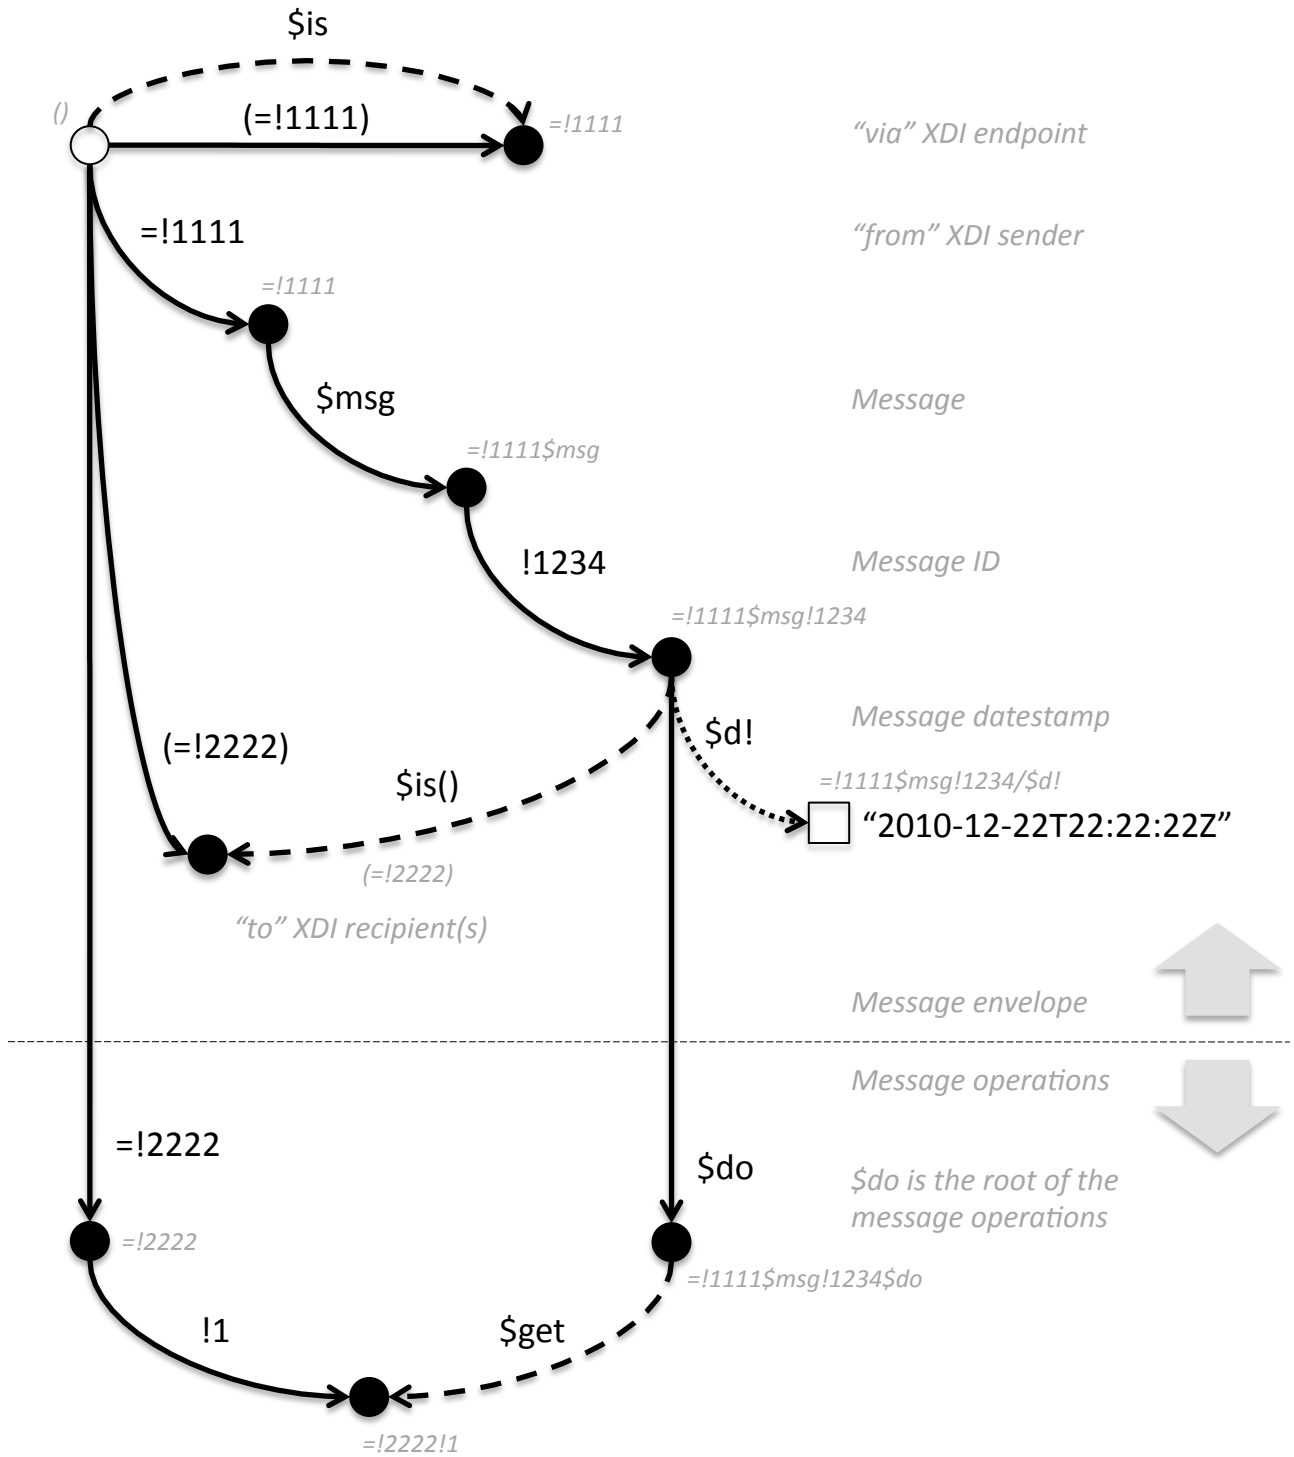 $is
()
(=!1111)
=!1111
“via” XDI endpoint
=!1111
“from” XDI sender
=!1111
$msg
Message
=!1111$msg
!1234
Message ID
=!1111$msg!1234
Message datestamp
$d!
(=!2222)
$is()
=!1111$msg!1234/$d!
“2010-12-22T22:22:22Z”
(=!2222)
“to” XDI recipient(s)
Message envelope
Message operations
=!2222
$do
$do is the root of the
message operations
=!2222
=!1111$msg!1234$do
!1
$get
=!2222!1